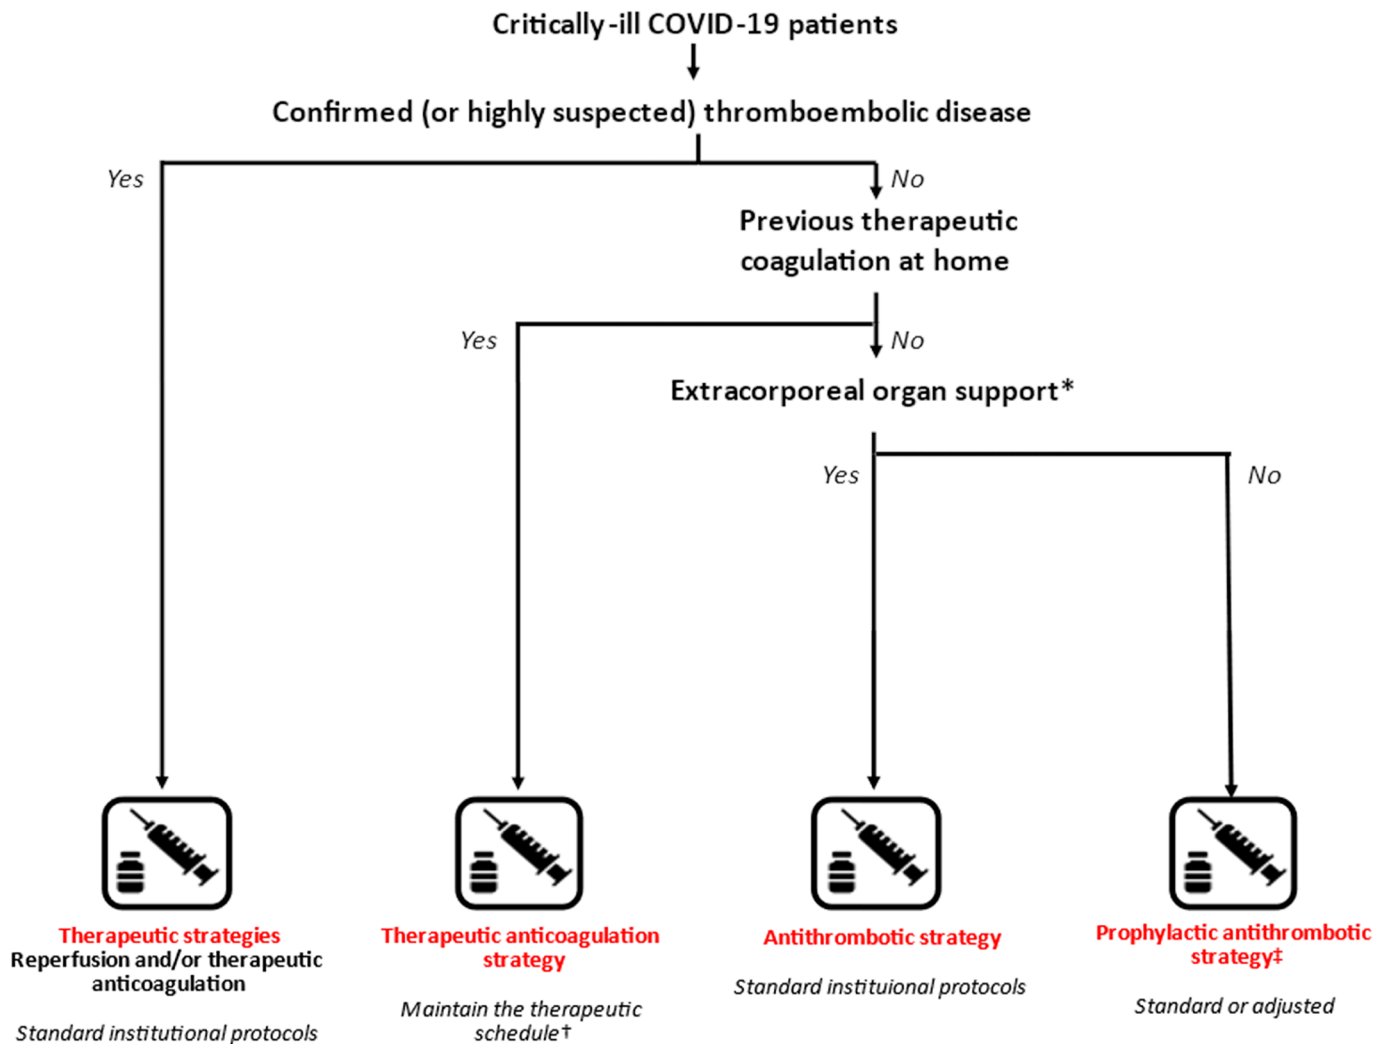 Critically-ill COVID-19 patients
Confirmed (or highly suspected) thromboembolic disease
Yes
No
Previous therapeutic
coagulation at home
Yes
No
Extracorporeal organ support*
Yes
No
Therapeutic strategies
Reperfusion and/or therapeutic
anticoagulation
Standard institutional protocols
Therapeutic anticoagulation
strategy
Maintain the therapeutic
schedule†
Antithrombotic strategy
Standard instituional protocols
Prophylactic antithrombotic
strategy‡
Standard or adjusted